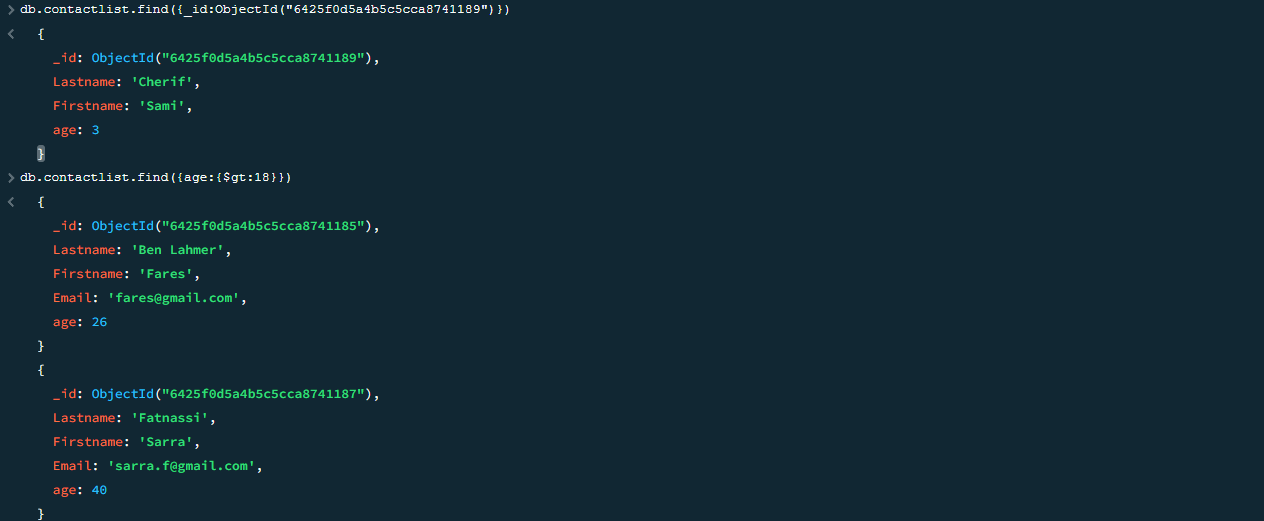 db.contactlist.find({_id:ObjectId("6425f0d5a4b5c5cca8741189")})
{
_id: ObjectId("6425f0d5a4b5c5cca8741189"),
Lastname: 'Cherif',
Firstname: 'Sami',
age: 3
}
db.contactlist.find({age:{$gt:18}})
{
_id: ObjectId("6425f0d5a4b5c5cca8741185"),
Lastname: 'Ben Lahmer',
Firstname: 'Fares',
Email: 'fares@gmail.com',
age: 26
}
{
_id: ObjectId("6425f0d5a4b5c5cca8741187"),
Lastname: 'Fatnassi',
Firstname: 'Sarra',
Email: 'sarra.f@gmail.com',
age: 40
}